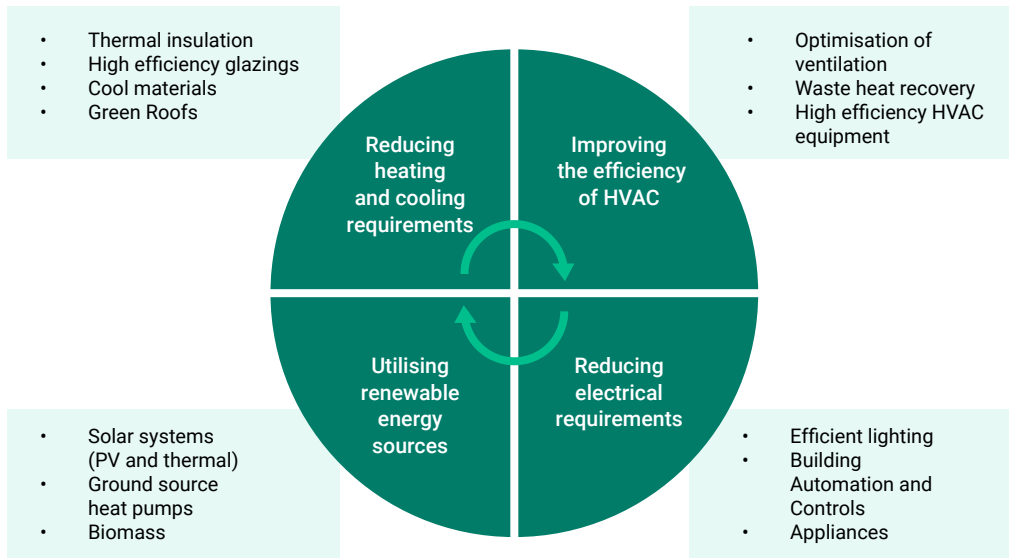 • Thermal insulation
• High efficiency glazings
• Cool materials
• Green Roofs
• Optimisation of
ventilation
• Waste heat recovery
• High efficiency HVAC
equipment
Reducing
heating
and cooling
requirements
Improving
the efficiency
of HVAC
Utilising
renewable
energy
sources
Reducing
electrical
requirements
• Solar systems
(PV and thermal)
• Ground source
heat pumps
• Biomass
• Efficient lighting
• Building
Automation and
Controls
• Appliances